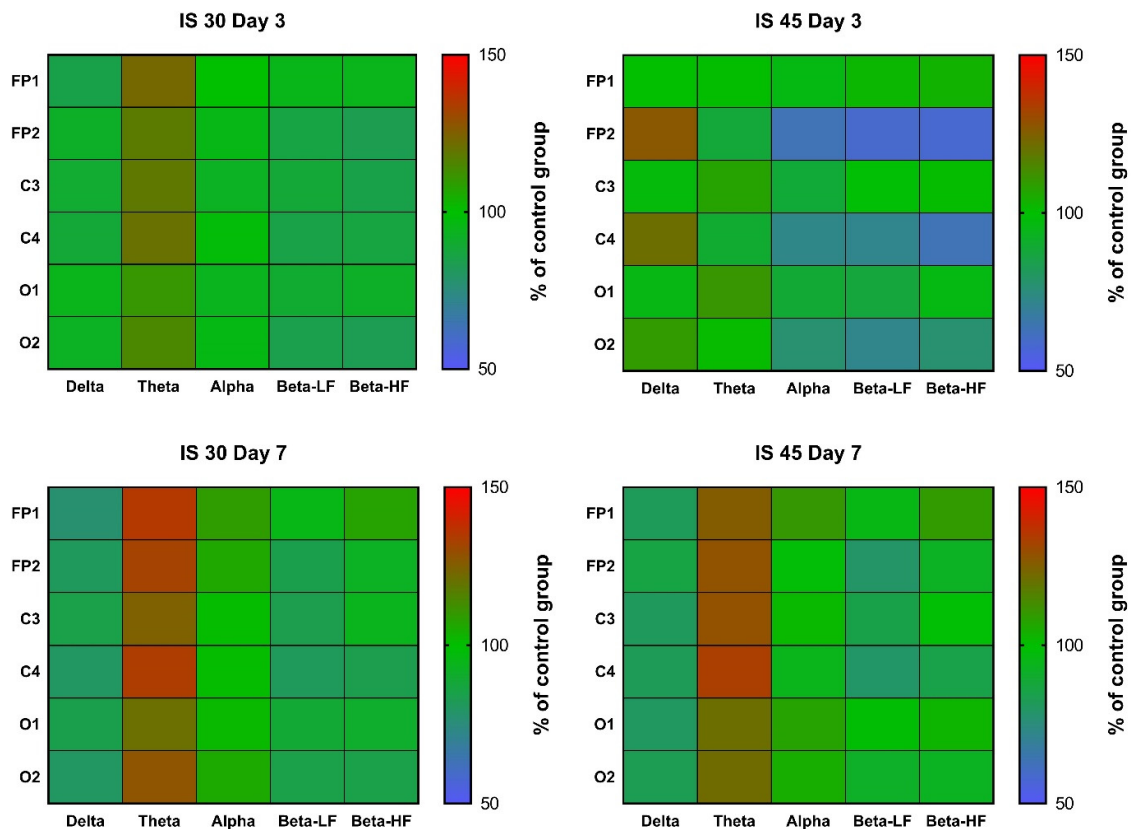 IS 30 Day 3
FP1
FP2
C3
C4
O1
O2
Delta Theta Alpha Beta-LF Beta-HF
150
100
50
% of control group
IS 45 Day 3
FP1
FP2
C3
C4
O1
O2
Delta Theta Alpha Beta-LF Beta-HF
150
100
50
% of control group
IS 30 Day 7
FP1
FP2
C3
C4
O1
O2
Delta Theta Alpha Beta-LF Beta-HF
150
100
50
% of control group
IS 45 Day 7
FP1
FP2
C3
C4
O1
O2
Delta Theta Alpha Beta-LF Beta-HF
150
100
50
% of control group